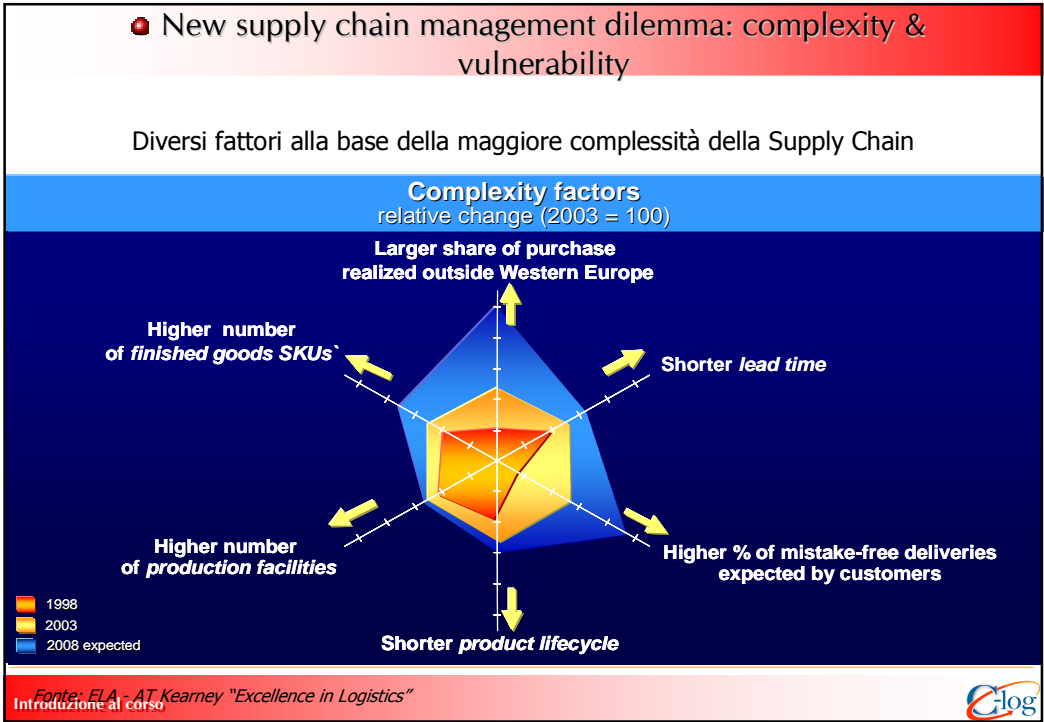 New supply chain management dilemma: complexity &
vulnerability
Diversi fattori alla base della maggiore complessità della Supply Chain
Complexity factors
relative change (2003 = 100)
Larger share of purchase
realized outside Western Europe
Higher number
of finished goods SKUs`
Shorter lead time
Higher number
of production facilities
Higher % of mistake-free deliveries
expected by customers
1998
2003
2008 expected
Shorter product lifecycle
Fonte: ELA - AT Kearney “Excellence in Logistics”
Introduzione al corso
C-log